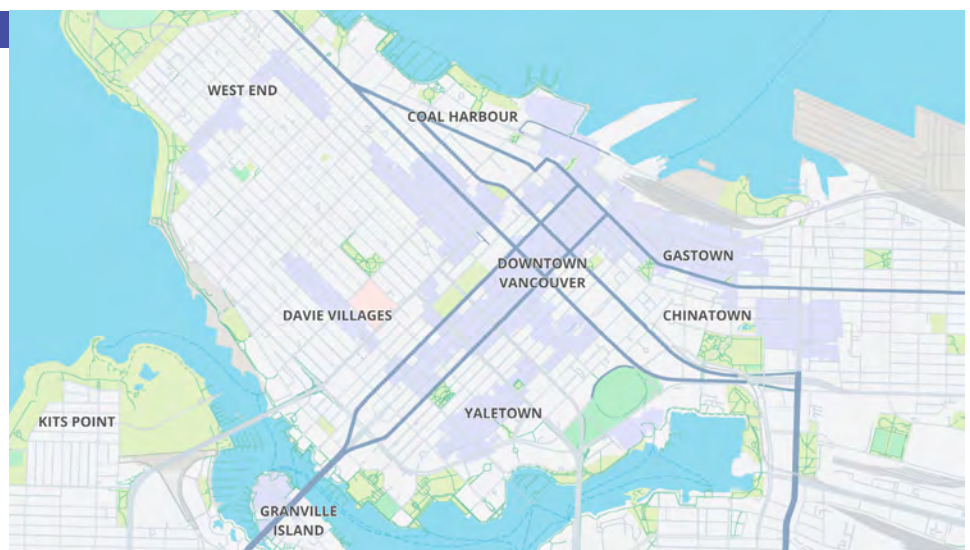 WEST END
COAL HARBOUR
GASTOWN
DOWNTOWN
VANCOUVER
DAVIE VILLAGES
CHINATOWN
YALETOWN
KITS POINT
GRANVILLE
ISLAND